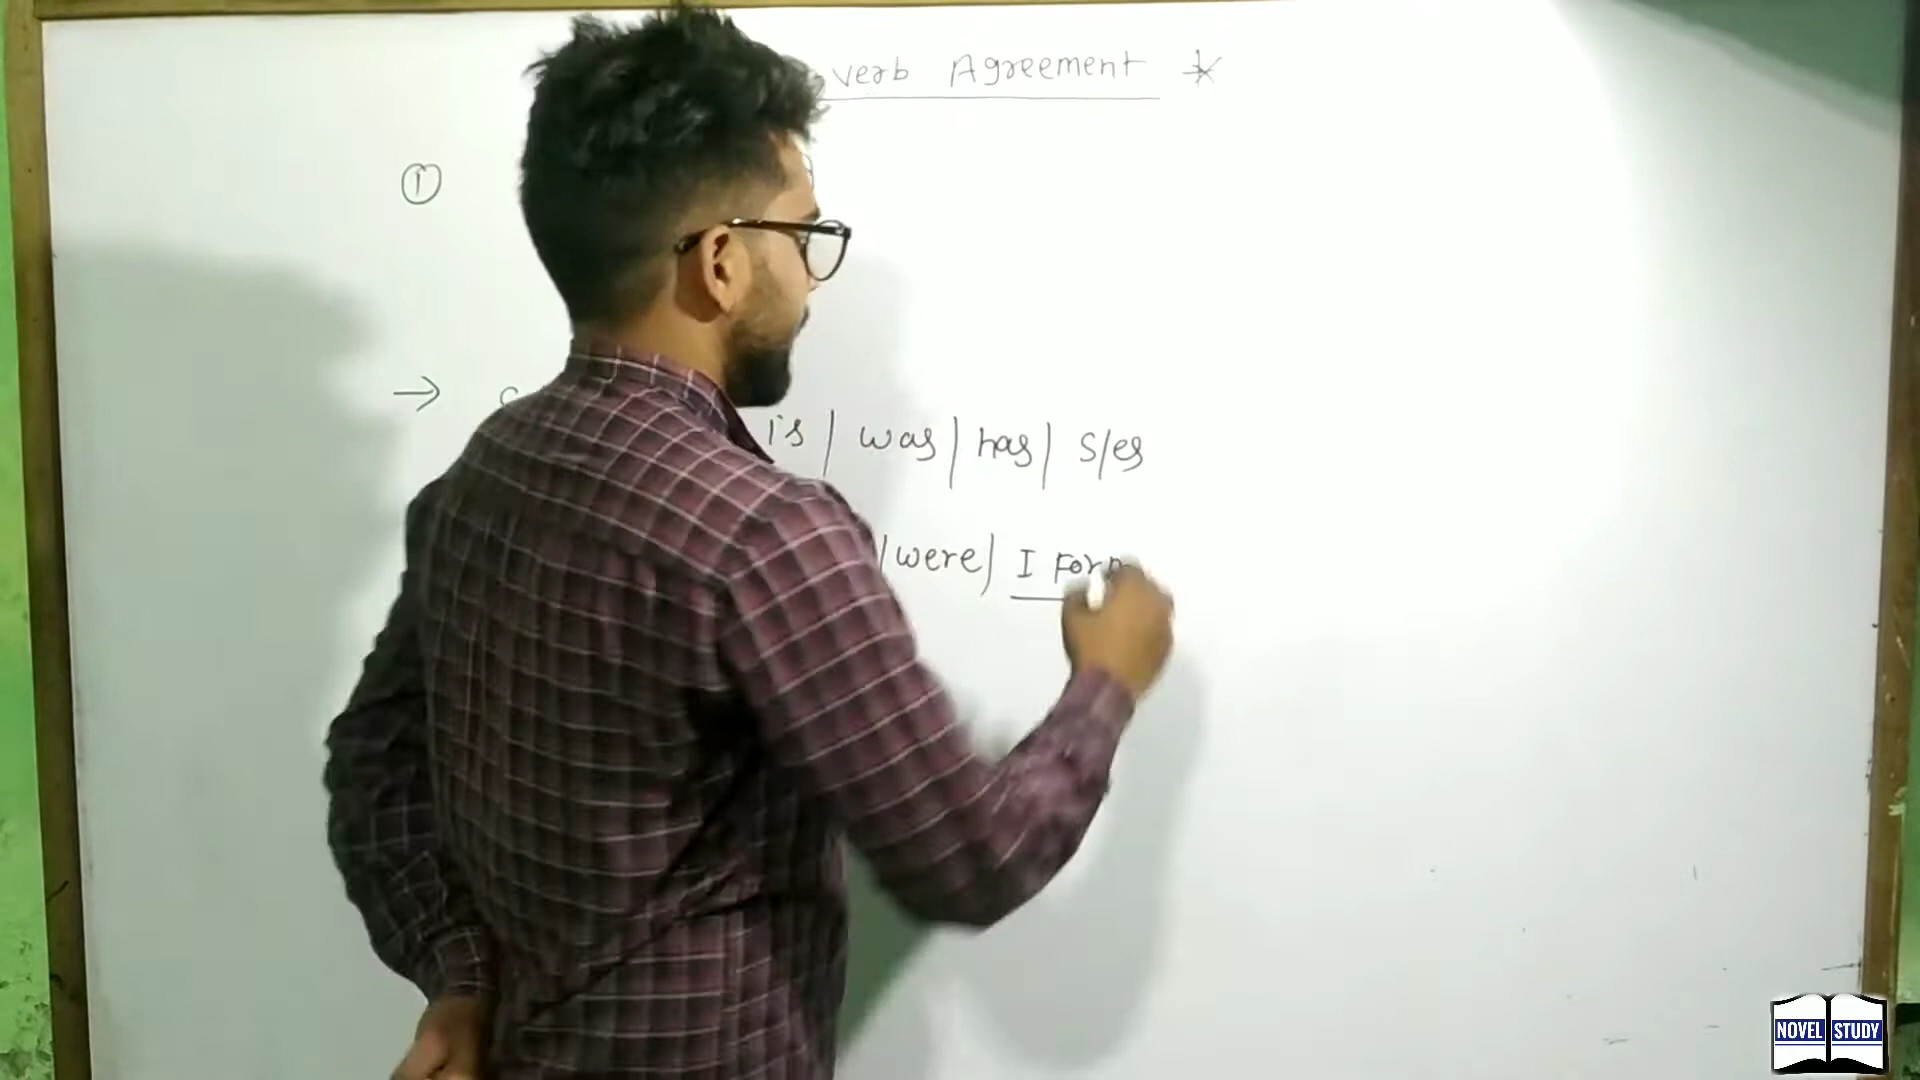 verb Agreement *
①
→
is | was | has | s/es
| were | I Form
NOVEL STUDY